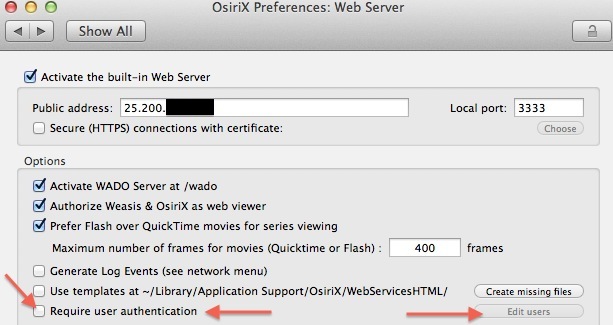 OsiriX Preferences: Web Server
Show All
Activate the built-in Web Server
Public address: 25.200. Local port: 3333
Secure (HTTPS) connections with certificate: Choose
Options
Activate WADO Server at /wado
Authorize Weasis & OsiriX as web viewer
Prefer Flash over QuickTime movies for series viewing
Maximum number of frames for movies (Quicktime or Flash) : 400 frames
Generate Log Events (see network menu)
Use templates at ~/Library/Application Support/OsiriX/WebServicesHTML/ Create missing files
Require user authentication Edit users